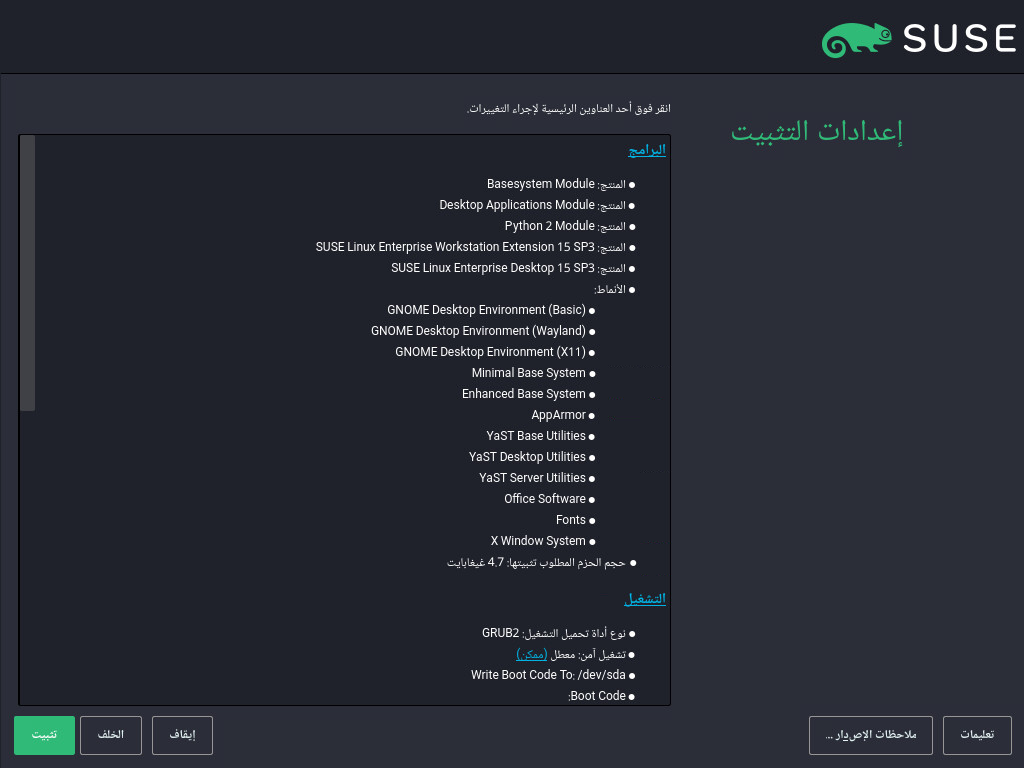 SUSE
إعدادات التثبيت
انقر فوق أحد العناوين الرئيسية لإجراء التغييرات.
البرامج
● المنتج: Basesystem Module
● المنتج: Desktop Applications Module
● المنتج: Python 2 Module
● المنتج: SUSE Linux Enterprise Workstation Extension 15 SP3
● المنتج: SUSE Linux Enterprise Desktop 15 SP3
● الأنماط:
● GNOME Desktop Environment (Basic)
● GNOME Desktop Environment (Wayland)
● GNOME Desktop Environment (X11)
● Minimal Base System
● Enhanced Base System
● AppArmor
● YaST Base Utilities
● YaST Desktop Utilities
● YaST Server Utilities
● Office Software
● Fonts
● X Window System
● حجم الحزم المطلوب تثبيتها: 4.7 غيغابايت
التشغيل
● نوع أداة تحميل التشغيل: GRUB2
● تشغيل آمن: معطل (ممكن)
● Write Boot Code To: /dev/sda
● Boot Code:
تعليمات
ملاحظات الإصدار ...
إيقاف
الخلف
تثبيت